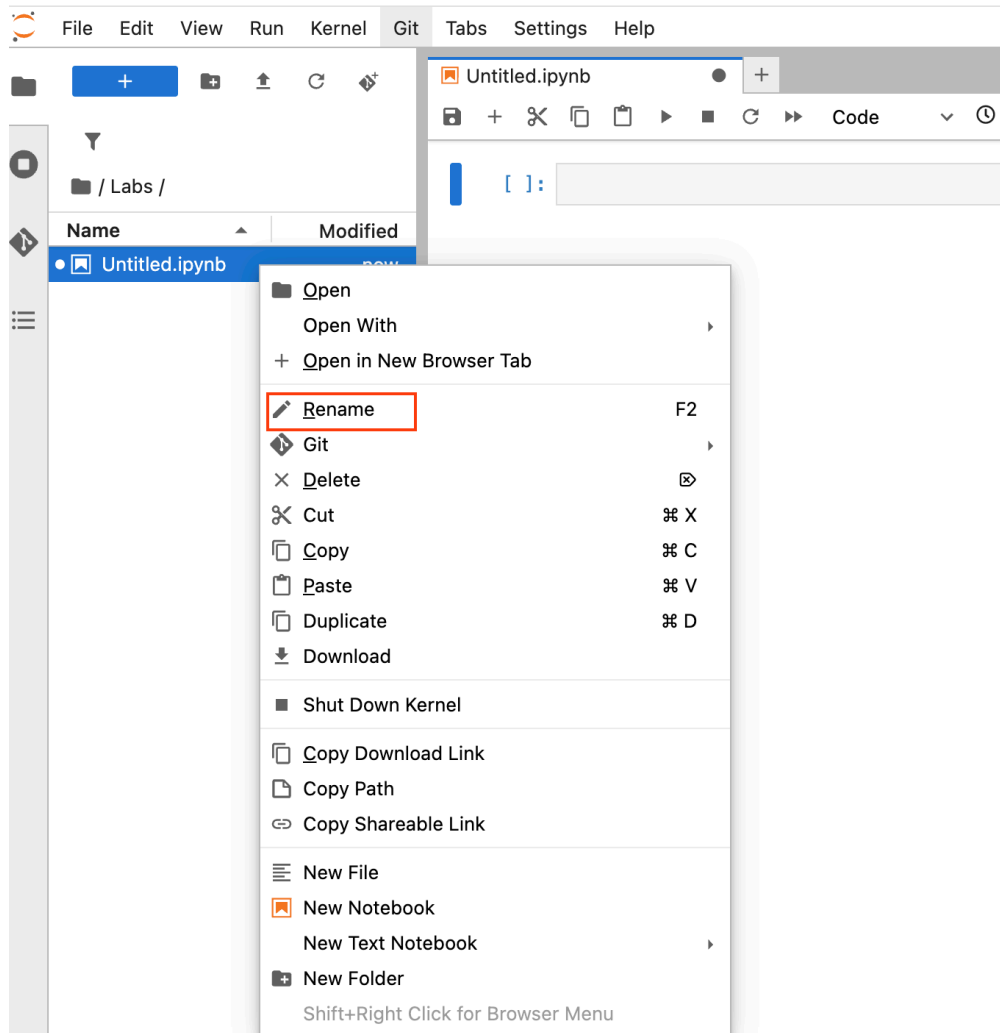 File Edit View Run Kernel Git Tabs Settings Help
Untitled.ipynb
Code
/ Labs /
[ ]:
Name Modified
Untitled.ipynb now
Open
Open With
Open in New Browser Tab
Rename F2
Git
Delete
Cut ⌘ X
Copy ⌘ C
Paste ⌘ V
Duplicate ⌘ D
Download
Shut Down Kernel
Copy Download Link
Copy Path
Copy Shareable Link
New File
New Notebook
New Text Notebook
New Folder
Shift+Right Click for Browser Menu